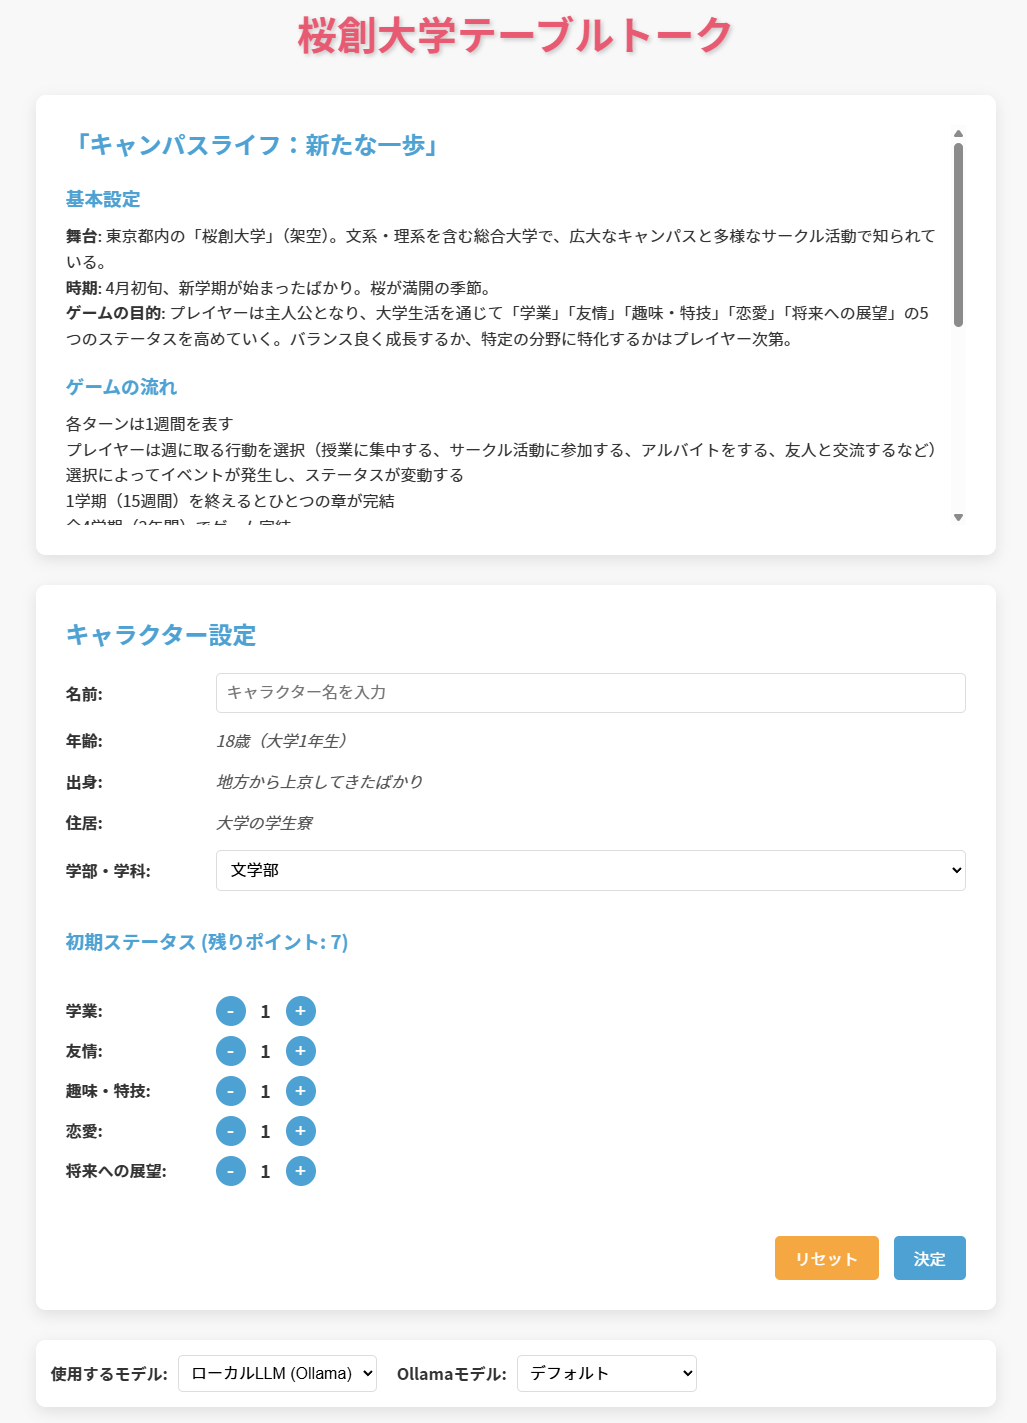 桜創大学テーブルトーク
「キャンパスライフ：新たな一歩」
基本設定
舞台: 東京都内の「桜創大学」（架空）。文系・理系を含む総合大学で、広大なキャンパスと多様なサークル活動で知られて
いる。
時期: 4月初旬、新学期が始まったばかり。桜が満開の季節。
ゲームの目的: プレイヤーは主人公となり、大学生活を通じて「学業」「友情」「趣味・特技」「恋愛」「将来への展望」の5
つのステータスを高めていく。バランス良く成長するか、特定の分野に特化するかはプレイヤー次第。
ゲームの流れ
各ターンは1週間を表す
プレイヤーは週に取る行動を選択（授業に集中する、サークル活動に参加する、アルバイトをする、友人と交流するなど）
選択によってイベントが発生し、ステータスが変動する
1学期（15週間）を終えるとひとつの章が完結
全4学期（2年間）でゲーム完結
キャラクター設定
名前: キャラクター名を入力
年齢: 18歳（大学1年生）
出身: 地方から上京してきたばかり
住居: 大学の学生寮
学部・学科: 文学部
初期ステータス (残りポイント: 7)
学業: - 1 +
友情: - 1 +
趣味・特技: - 1 +
恋愛: - 1 +
将来への展望: - 1 +
リセット 決定
使用するモデル: ローカルLLM (Ollama) Ollamaモデル: デフォルト